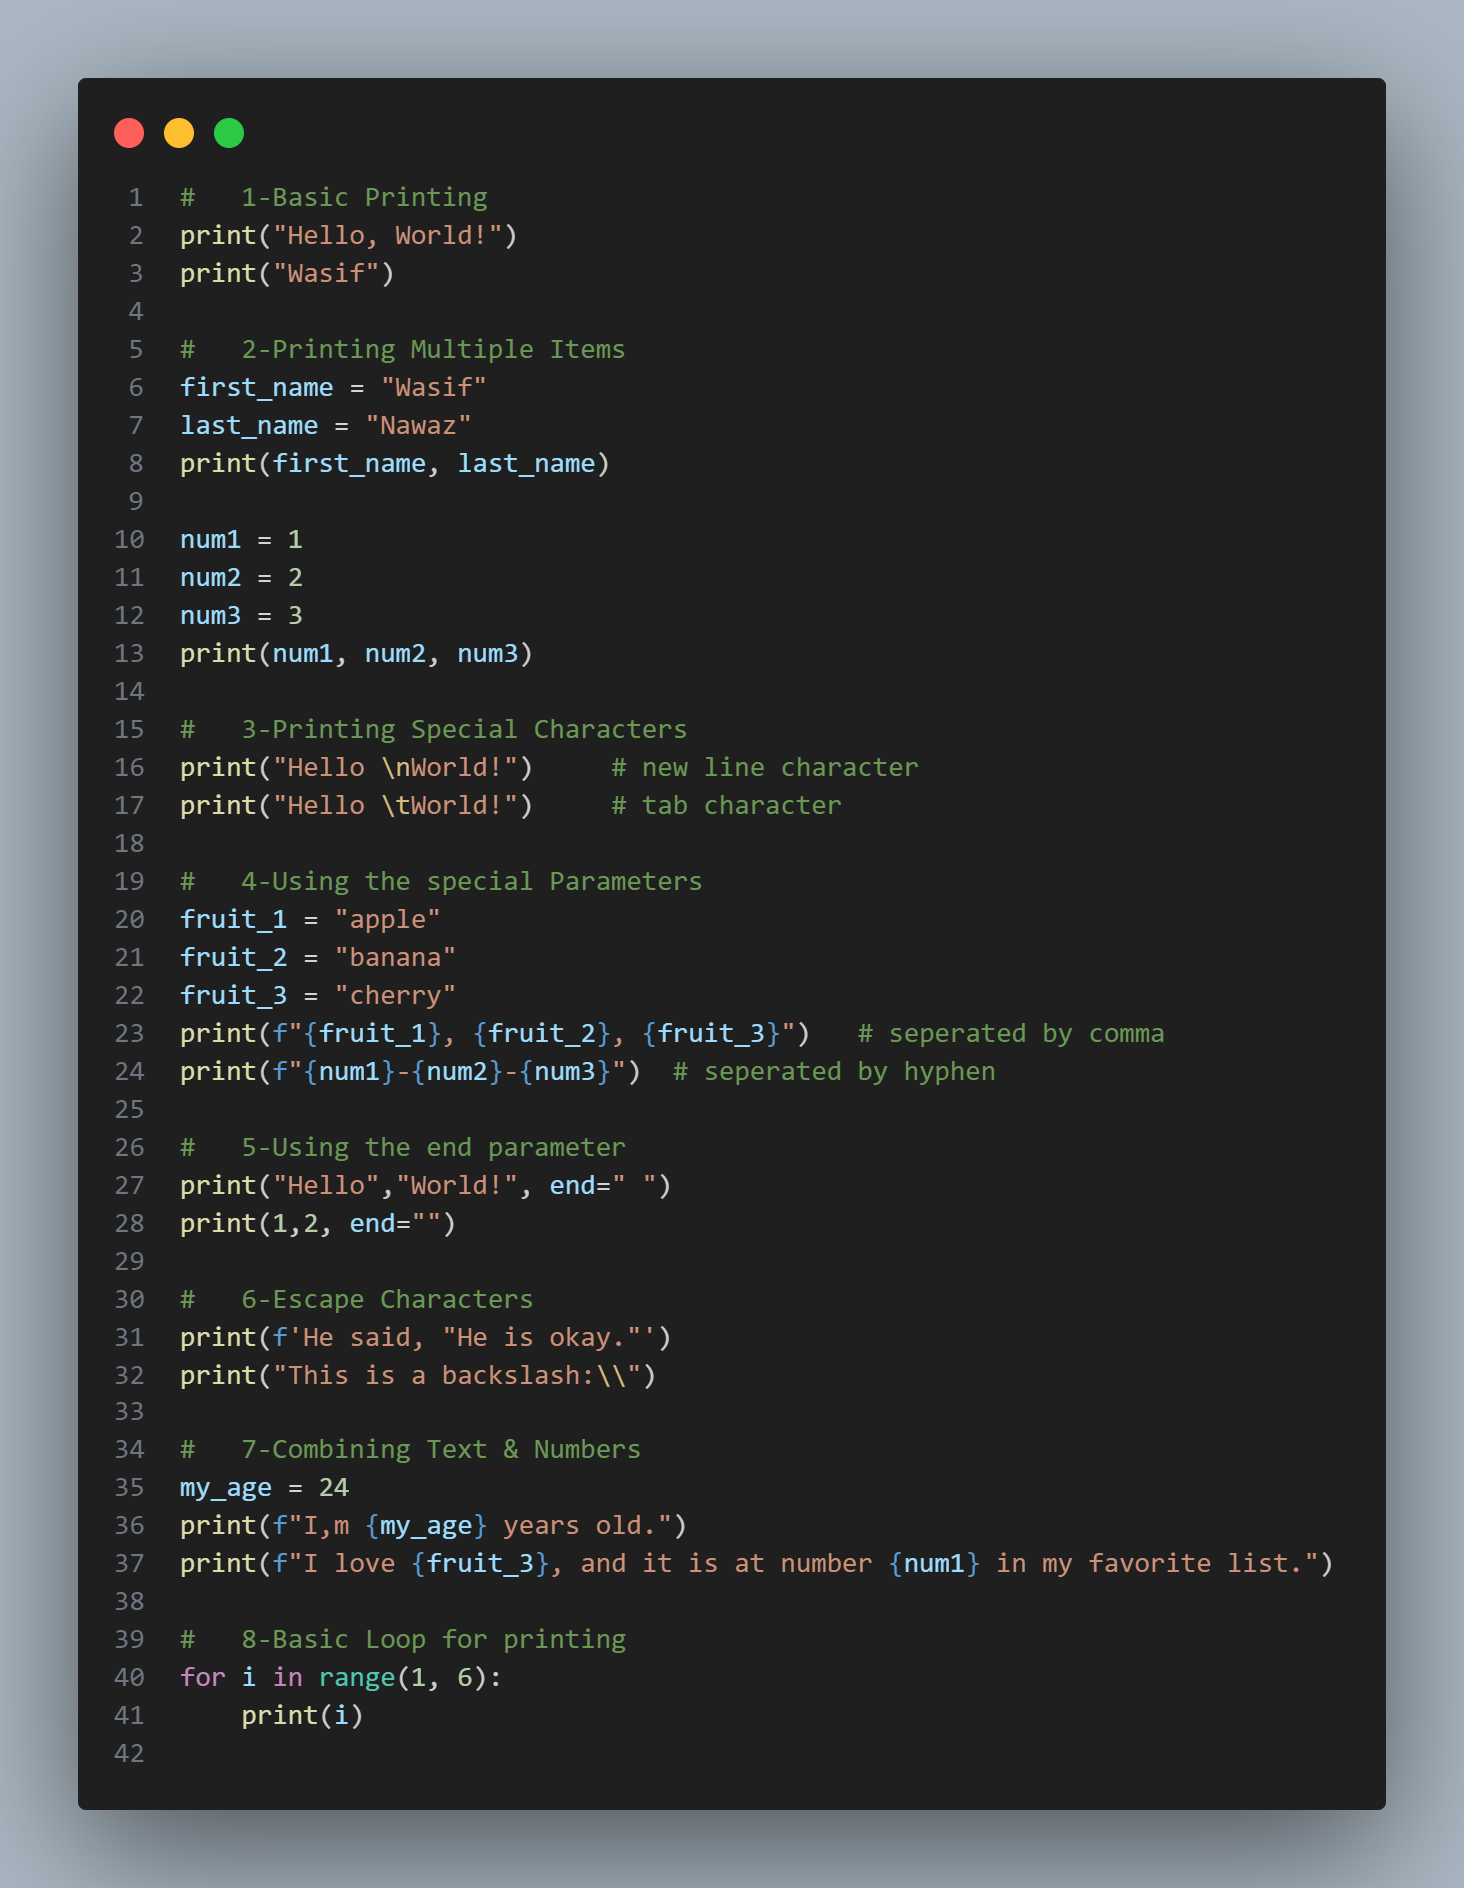 1 #   1-Basic Printing
2 print("Hello, World!")
3 print("Wasif")
4
5 #   2-Printing Multiple Items
6 first_name = "Wasif"
7 last_name = "Nawaz"
8 print(first_name, last_name)
9
10 num1 = 1
11 num2 = 2
12 num3 = 3
13 print(num1, num2, num3)
14
15 #   3-Printing Special Characters
16 print("Hello \nWorld!")     # new line character
17 print("Hello \tWorld!")     # tab character
18
19 #   4-Using the special Parameters
20 fruit_1 = "apple"
21 fruit_2 = "banana"
22 fruit_3 = "cherry"
23 print(f"{fruit_1}, {fruit_2}, {fruit_3}")   # seperated by comma
24 print(f"{num1}-{num2}-{num3}")  # seperated by hyphen
25
26 #   5-Using the end parameter
27 print("Hello","World!", end=" ")
28 print(1,2, end="")
29
30 #   6-Escape Characters
31 print(f'He said, "He is okay."')
32 print("This is a backslash:\\")
33
34 #   7-Combining Text & Numbers
35 my_age = 24
36 print(f"I,m {my_age} years old.")
37 print(f"I love {fruit_3}, and it is at number {num1} in my favorite list.")
38
39 #   8-Basic Loop for printing
40 for i in range(1, 6):
41     print(i)
42